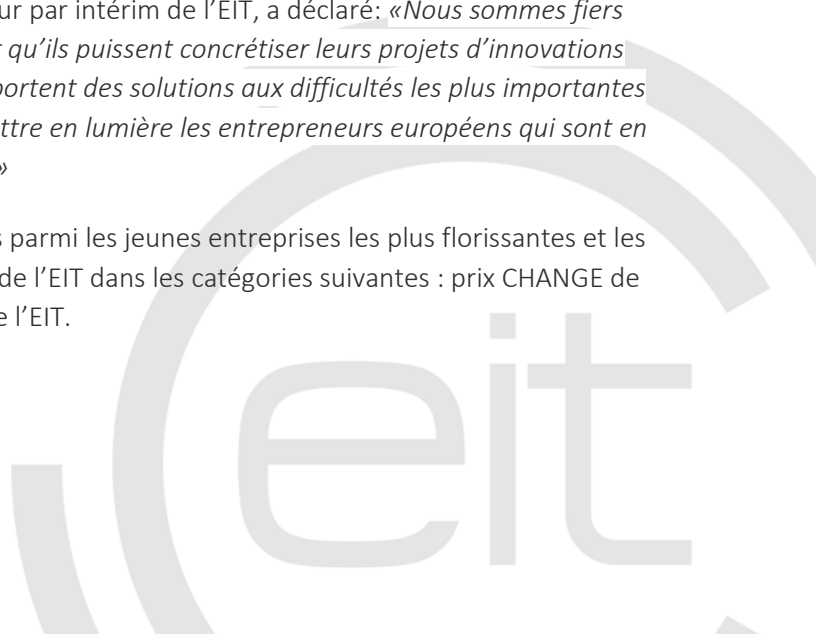 ur par intérim de l’EIT, a déclaré: «Nous sommes fiers
qu’ils puissent concrétiser leurs projets d’innovations
portent des solutions aux difficultés les plus importantes
ttre en lumière les entrepreneurs européens qui sont en
»
s parmi les jeunes entreprises les plus florissantes et les
de l’EIT dans les catégories suivantes : prix CHANGE de
e l’EIT.
eit